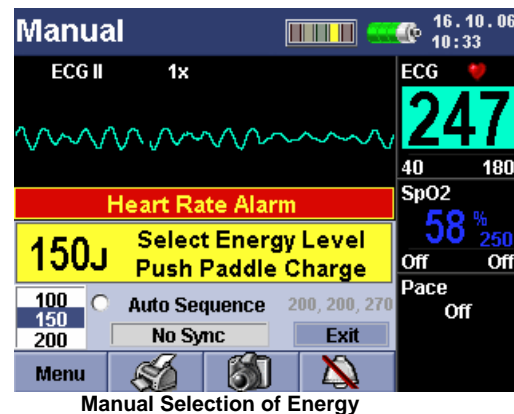 Manual
16.10.06
10:33
ECG II 1x
ECG
247
40 180
Heart Rate Alarm
SpO2
58 %
250
Off Off
150J
Select Energy Level
Push Paddle Charge
Pace
Off
100
150
200
Auto Sequence 200, 200, 270
No Sync Exit
Menu
Manual Selection of Energy